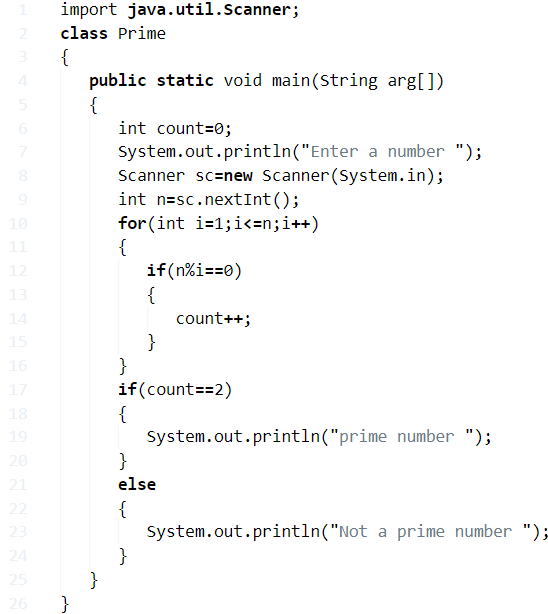 1 import java.util.Scanner;
2 class Prime
3 {
4 public static void main(String arg[])
5 {
6 int count=0;
7 System.out.println("Enter a number ");
8 Scanner sc=new Scanner(System.in);
9 int n=sc.nextInt();
10 for(int i=1;i<=n;i++)
11 {
12 if(n%i==0)
13 {
14 count++;
15 }
16 }
17 if(count==2)
18 {
19 System.out.println("prime number ");
20 }
21 else
22 {
23 System.out.println("Not a prime number ");
24 }
25 }
26 }